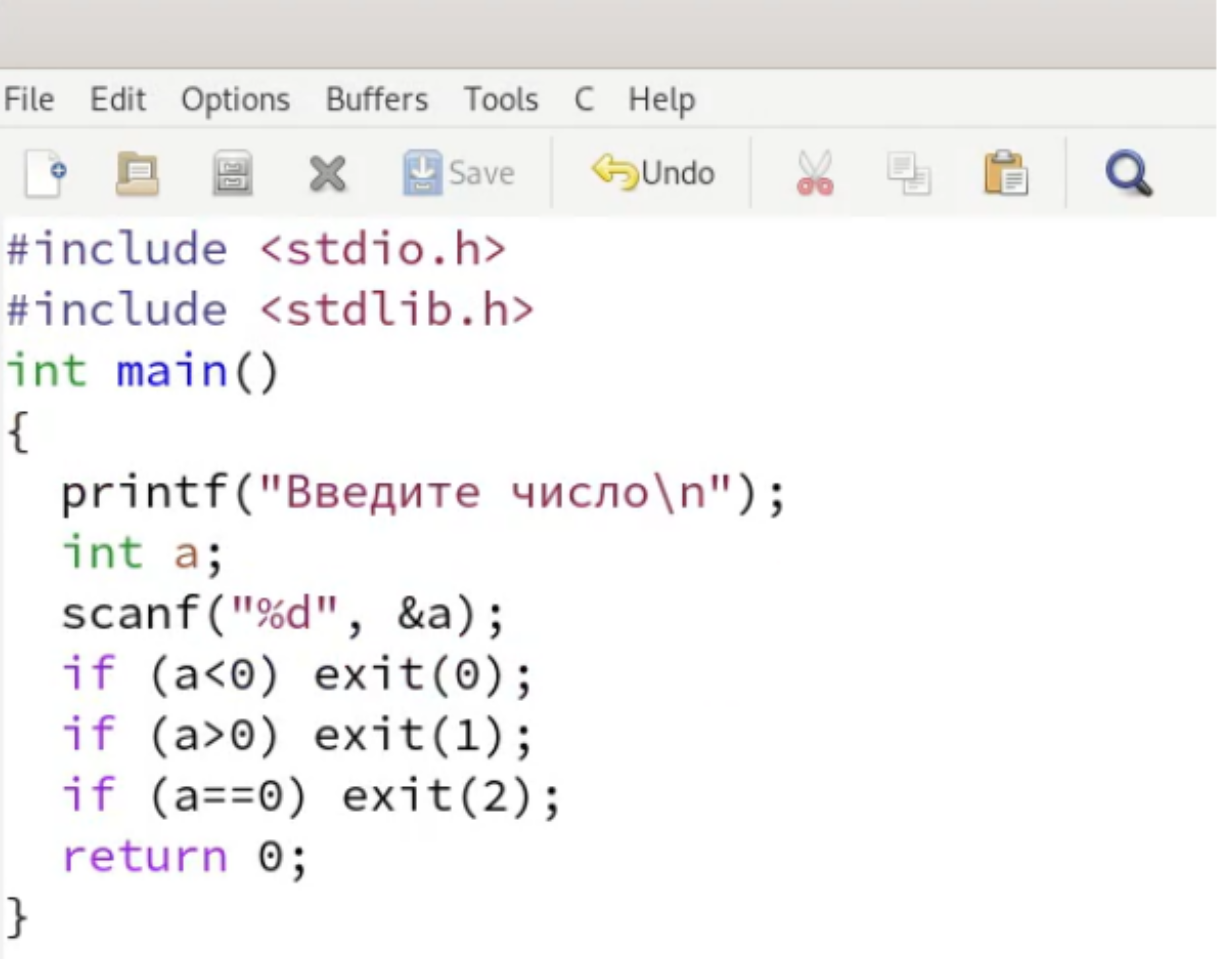 File Edit Options Buffers Tools C Help
Save Undo
#include <stdio.h>
#include <stdlib.h>
int main()
{
  printf("Введите число\n");
  int a;
  scanf("%d", &a);
  if (a<0) exit(0);
  if (a>0) exit(1);
  if (a==0) exit(2);
  return 0;
}